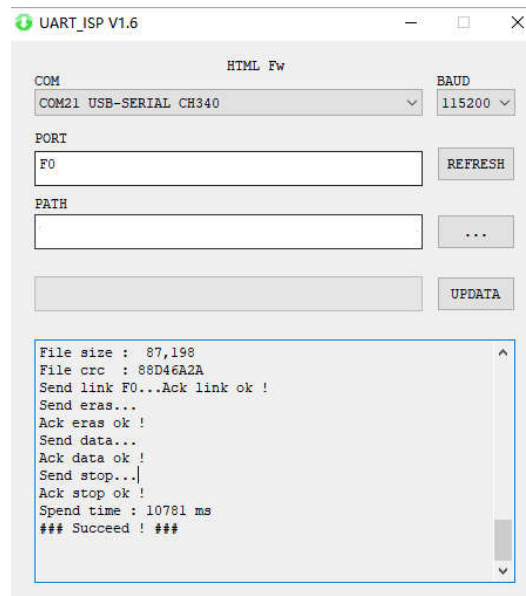 UART_ISP V1.6
HTML Fw
COM
BAUD
COM21 USB-SERIAL CH340
115200
PORT
F0
REFRESH
PATH
...
UPDATA
File size :  87,198
File crc  : 88D46A2A
Send link F0...Ack link ok !
Send eras...
Ack eras ok !
Send data...
Ack data ok !
Send stop...
Ack stop ok !
Spend time : 10781 ms
### Succeed ! ###